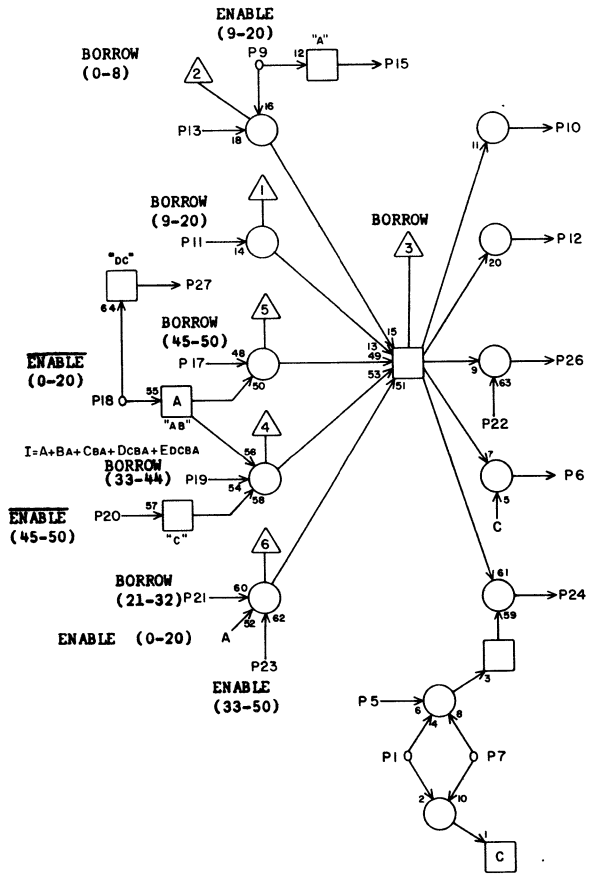 ENABLE
(9-20)
P9
12
"A"
P15
BORROW
(0-8)
2
16
P13
18
P10
11
1
BORROW
(9-20)
P11
14
BORROW
3
P12
20
"DC"
P27
64
5
BORROW
(45-50)
P17
48
50
15
13
49
53
51
9
63
P26
P22
ENABLE
(0-20)
P18
55
A
"AB"
4
I=A+BA+CBA+DCBA+EDCBA
BORROW
(33-44)
P19
56
54
58
7
5
P6
C
ENABLE
(45-50)
P20
57
"C"
6
BORROW
(21-32)
P21
60
52
62
A
ENABLE (0-20)
P23
ENABLE
(33-50)
61
59
P24
3
P5
6
4
8
P1
P7
2
10
1
C